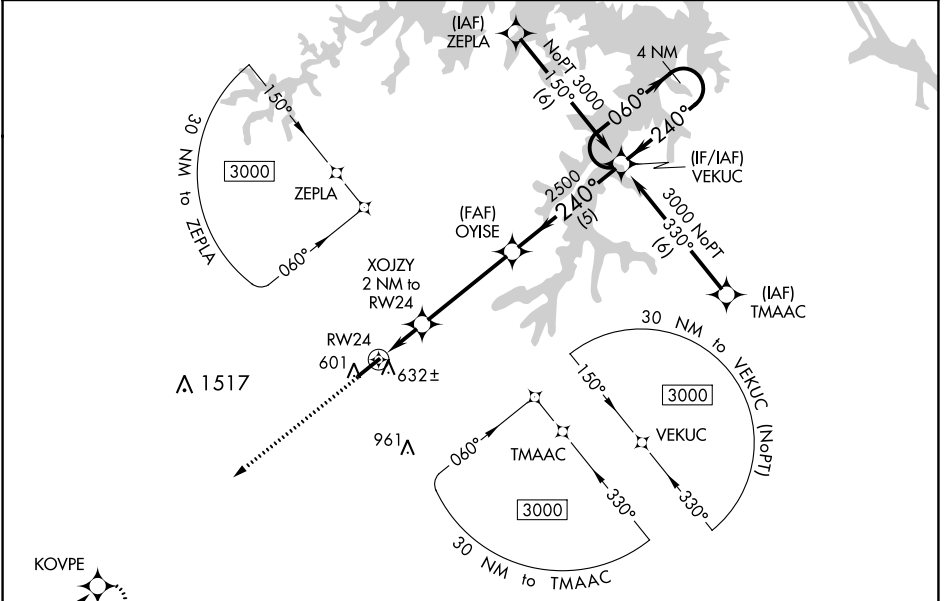 (IAF)
ZEPLA
NoPT 3000
150°
(6)
4 NM
060°
240°
(IF/IAF)
VEKUC
2500
240°
(5)
3000 NoPT
330°
(6)
(IAF)
TMAAC
(FAF)
OYISE
XOJZY
2 NM to
RW24
RW24
601
632±
1517
961
150°
30 NM to ZEPLA
3000
ZEPLA
060°
30 NM to VEKUC (NoPT)
150°
3000
VEKUC
330°
TMAAC
060°
3000
330°
30 NM to TMAAC
KOVPE